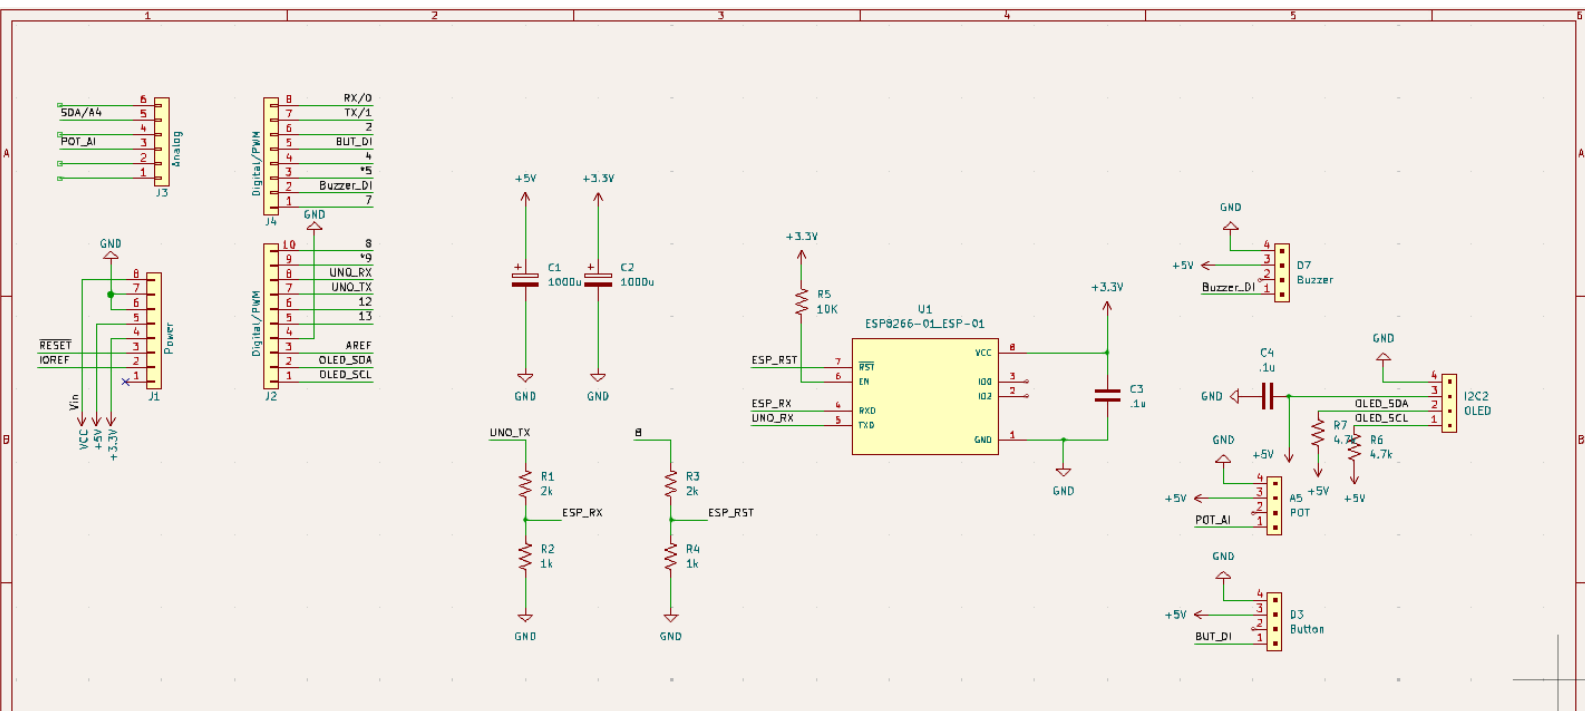 1 2 3 4 5 6
A A
B B
6
SDA/A4 5
4
POT_AI 3
2
1
Analog
J3
8 RX/0
7 TX/1
6 2
5 BUT_DI
4 4
3 *5
2 Buzzer_DI
1 7
Digital/PWM
J4
GND
10 8
9 *9
8 UNO_RX
7 UNO_TX
6 12
5 13
4
3 AREF
2 OLED_SDA
1 OLED_SCL
Digital/PWM
J2
GND
8
7
6
5
4
RESET 3
IOREF 2
1
Power
J1
Vin
VCC
+5V
+3.3V
+5V
+ C1
1000u
GND
+3.3V
+ C2
1000u
GND
UNO_TX
R1
2k
ESP_RX
R2
1k
GND
8
R3
2k
ESP_RST
R4
1k
GND
+3.3V
R5
10K
U1
ESP8266-01_ESP-01
ESP_RST 7 RST
6 EN
ESP_RX 4 RXD
UNO_RX 5 TXD
VCC 8
IO0 3
IO2 2
GND 1
+3.3V
C3
.1u
GND
GND
4
+5V 3
2
Buzzer_DI 1
D7
Buzzer
GND
C4
.1u
GND
4
3
OLED_SDA 2
OLED_SCL 1
I2C2
OLED
R7
4.7k
R6
4.7k
+5V
+5V
+5V
GND
4
+5V 3
2
POT_AI 1
A5
POT
GND
4
+5V 3
2
BUT_DI 1
D3
Button